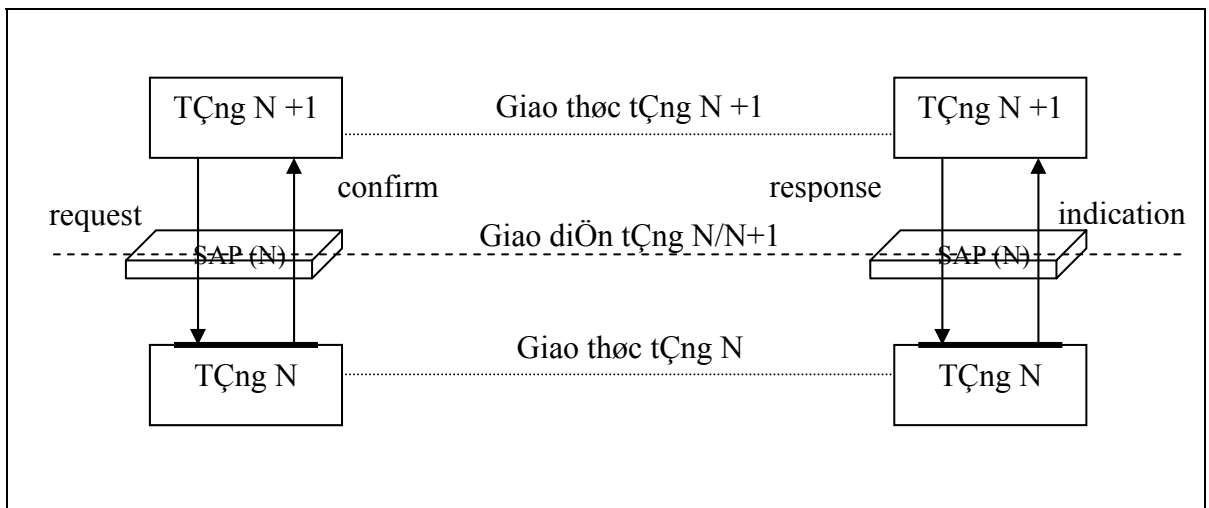 TÇng N +1
Giao thøc tÇng N +1
TÇng N +1
confirm
response
request
indication
Giao diÖn tÇng N/N+1
SAP (N)
SAP (N)
Giao thøc tÇng N
TÇng N
TÇng N